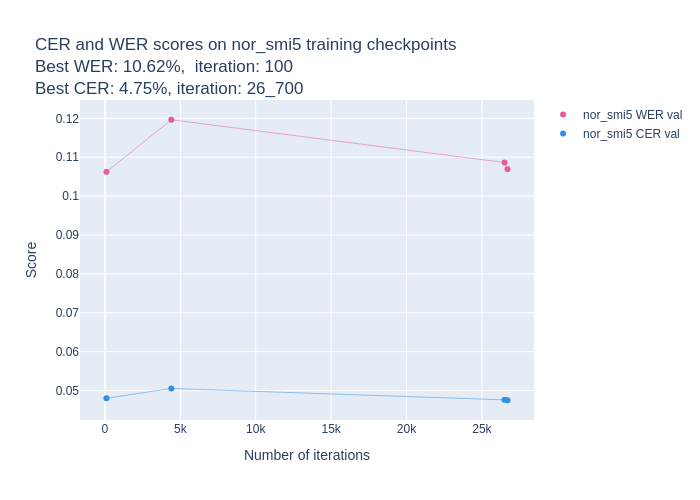 CER and WER scores on nor_smi5 training checkpoints
Best WER: 10.62%, iteration: 100
Best CER: 4.75%, iteration: 26_700
nor_smi5 WER val
nor_smi5 CER val
0.12
0.11
0.1
0.09
0.08
0.07
0.06
0.05
Score
0
5k
10k
15k
20k
25k
Number of iterations